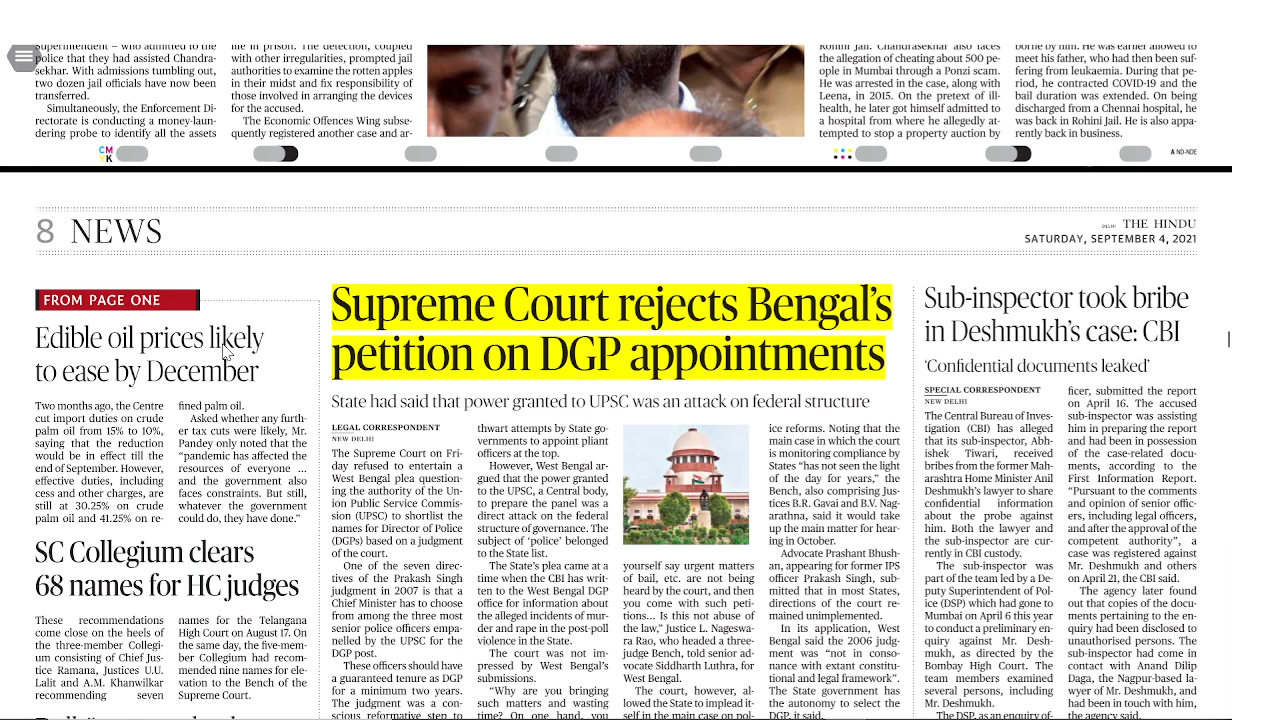 Superintendent – who admitted to the
police that they had assisted Chandra-
sekhar. With admissions tumbling out,
two dozen jail officials have now been
transferred.
Simultaneously, the Enforcement Di-
rectorate is conducting a money-laun-
dering probe to identify all the assets
life in prison. The detection, coupled
with other irregularities, prompted jail
authorities to examine the rotten apples
in their midst and fix responsibility of
those involved in arranging the devices
for the accused.
The Economic Offences Wing subse-
quently registered another case and ar-
Rohini Jail. Chandrasekhar also faces
the allegation of cheating about 500 pe-
ople in Mumbai through a Ponzi scam.
He was arrested in the case, along with
Leena, in 2015. On the pretext of ill-
health, he later got himself admitted to
a hospital from where he allegedly at-
tempted to stop a property auction by
borne by him. He was earlier allowed to
meet his father, who had then been suf-
fering from leukaemia. During that pe-
riod, he contracted COVID-19 and the
bail duration was extended. On being
discharged from a Chennai hospital, he
was back in Rohini Jail. He is also appa-
rently back in business.
CM
YK
A ND-NDE
8 NEWS
DELHI THE HINDU
SATURDAY, SEPTEMBER 4, 2021
FROM PAGE ONE
Edible oil prices likely
to ease by December
Two months ago, the Centre
cut import duties on crude
palm oil from 15% to 10%,
saying that the reduction
would be in effect till the
end of September. However,
effective duties, including
cess and other charges, are
still at 30.25% on crude
palm oil and 41.25% on re-
fined palm oil.
Asked whether any furth-
er tax cuts were likely, Mr.
Pandey only noted that the
“pandemic has affected the
resources of everyone ...
and the government also
faces constraints. But still,
whatever the government
could do, they have done.”
SC Collegium clears
68 names for HC judges
These recommendations
come close on the heels of
the three-member Collegi-
um consisting of Chief Jus-
tice Ramana, Justices U.U.
Lalit and A.M. Khanwilkar
recommending seven
names for the Telangana
High Court on August 17. On
the same day, the five-mem-
ber Collegium had recom-
mended nine names for ele-
vation to the Bench of the
Supreme Court.
Supreme Court rejects Bengal’s
petition on DGP appointments
State had said that power granted to UPSC was an attack on federal structure
LEGAL CORRESPONDENT
NEW DELHI
The Supreme Court on Fri-
day refused to entertain a
West Bengal plea question-
ing the authority of the Un-
ion Public Service Commis-
sion (UPSC) to shortlist the
names for Director of Police
(DGPs) based on a judgment
of the court.
One of the seven direc-
tives of the Prakash Singh
judgment in 2007 is that a
Chief Minister has to choose
from among the three most
senior police officers empa-
nelled by the UPSC for the
DGP post.
These officers should have
a guaranteed tenure as DGP
for a minimum two years.
The judgment was a con-
scious reformative step to
thwart attempts by State go-
vernments to appoint pliant
officers at the top.
However, West Bengal ar-
gued that the power granted
to the UPSC, a Central body,
to prepare the panel was a
direct attack on the federal
structure of governance. The
subject of ‘police’ belonged
to the State list.
The State’s plea came at a
time when the CBI has writ-
ten to the West Bengal DGP
office for information about
the alleged incidents of mur-
der and rape in the post-poll
violence in the State.
The court was not im-
pressed by West Bengal’s
submissions.
“Why are you bringing
such matters and wasting
time? On one hand, you
yourself say urgent matters
of bail, etc. are not being
heard by the court, and then
you come with such peti-
tions... Is this not abuse of
the law,” Justice L. Nageswa-
ra Rao, who headed a three-
judge Bench, told senior ad-
vocate Siddharth Luthra, for
West Bengal.
The court, however, al-
lowed the State to implead it-
self in the main case on pol-
ice reforms. Noting that the
main case in which the court
is monitoring compliance by
States “has not seen the light
of the day for years,” the
Bench, also comprising Jus-
tices B.R. Gavai and B.V. Nag-
arathna, said it would take
up the main matter for hear-
ing in October.
Advocate Prashant Bhush-
an, appearing for former IPS
officer Prakash Singh, sub-
mitted that in most States,
directions of the court re-
mained unimplemented.
In its application, West
Bengal said the 2006 judg-
ment was “not in conso-
nance with extant constitu-
tional and legal framework”.
The State government has
the autonomy to select the
DGP, it said.
Sub-inspector took bribe
in Deshmukh’s case: CBI
‘Confidential documents leaked’
SPECIAL CORRESPONDENT
NEW DELHI
The Central Bureau of Inves-
tigation (CBI) has alleged
that its sub-inspector, Abh-
ishek Tiwari, received
bribes from the former Mah-
arashtra Home Minister Anil
Deshmukh’s lawyer to share
confidential information
about the probe against
him. Both the lawyer and
the sub-inspector are cur-
rently in CBI custody.
The sub-inspector was
part of the team led by a De-
puty Superintendent of Pol-
ice (DSP) which had gone to
Mumbai on April 6 this year
to conduct a preliminary en-
quiry against Mr. Desh-
mukh, as directed by the
Bombay High Court. The
team members examined
several persons, including
Mr. Deshmukh.
The DSP, as an enquiry of-
ficer, submitted the report
on April 16. The accused
sub-inspector was assisting
him in preparing the report
and had been in possession
of the case-related docu-
ments, according to the
First Information Report.
“Pursuant to the comments
and opinion of senior offic-
ers, including legal officers,
and after the approval of the
competent authority”, a
case was registered against
Mr. Deshmukh and others
on April 21, the CBI said.
The agency later found
out that copies of the docu-
ments pertaining to the en-
quiry had been disclosed to
unauthorised persons. The
sub-inspector had come in
contact with Anand Dilip
Daga, the Nagpur-based la-
wyer of Mr. Deshmukh, and
had been in touch with him,
the agency said.